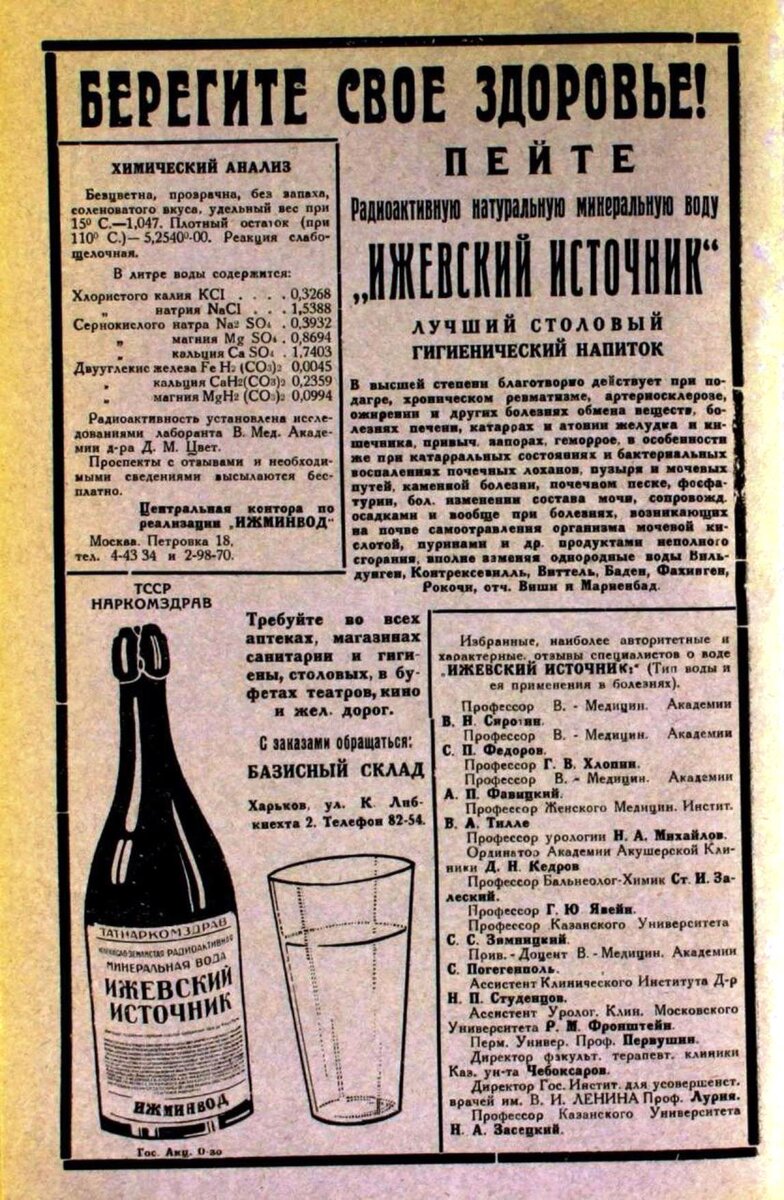 БЕРЕГИТЕ СВОЕ ЗДОРОВЬЕ!
ХИМИЧЕСКИЙ АНАЛИЗ
Безцветна, прозрачна, без запаха,
соленоватого вкуса, удельный вес при
15⁰ С.—1,047. Плотный остаток (при
110⁰ С.)— 5,2540⁰-00. Реакция слабо-
щелочная.
В литре воды содержится:
Хлористого калия KCl . . . . 0,3268
„ натрия NaCl . . . 1,5388
Сернокислого натра Na² SO₄ . 0,3932
„ магния Mg SO₄ . 0,8694
„ кальция Ca SO₄ . 1,7403
Двууглекис железа Fe H₂ (CO₃)₂ 0,0045
„ кальция CaH₂(CO₃)₂ 0,2359
„ магния MgH₂ (CO₃)₂ 0,0994
Радиоактивность установлена иссле-
дованиями лаборанта В. Мед. Акаде-
мии д-ра Д. М. Цвет.
Проспекты с отзывами и необходи-
мыми сведениями высылаются бес-
платно.
Центральная контора по
реализации „ИЖМИНВОД"
Москва. Петровка 18,
тел. 4-43 34 и 2-98-70.
ПЕЙТЕ
Радиоактивную натуральную минеральную воду
„ИЖЕВСКИЙ ИСТОЧНИК“
ЛУЧШИЙ СТОЛОВЫЙ
ГИГИЕНИЧЕСКИЙ НАПИТОК
В высшей степени благотворно действует при по-
дагре, хроническом ревматизме, артериосклерозе,
ожирении и других болезнях обмена веществ, бо-
лезнях печени, катаррах и атонии желудка и ки-
шечника, привыч. запорах, геморрое, в особенности
же при катарральных состояниях и бактериальных
воспалениях почечных лоханов, пузыря и мочевых
путей, каменной болезни, почечном песке, фосфа-
турии, бол. изменении состава мочи, сопровожд.
осадками и вообще при болезнях, возникающих
на почве самоотравления организма мочевой ки-
слотой, пуринами и др. продуктами неполного
сгорания, вполне взменяя однородные воды Виль-
дунген, Контрексевилль, Виттель, Баден, Фахинген,
Рокочи, отч. Виши и Мариенбад.
ТССР
НАРКОМЗДРАВ
Требуйте во всех
аптеках, магазинах
санитарии и гиги-
ены, столовых, в бу-
фетах театров, кино
и жел. дорог.
С заказами обращаться:
БАЗИСНЫЙ СКЛАД
Харьков, ул. К. Либ-
кнехта 2. Телефон 82-54.
ТАТНАРКОМЗДРАВ
РАДИОАКТИВНАЯ
МИНЕРАЛЬНАЯ ВОДА
ИЖЕВСКИЙ
ИСТОЧНИК
ИЖМИНВОД
Гос. Акц. О-во
Избранные, наиболее авторитетные и
характерные отзывы специалистов о воде
„ИЖЕВСКИЙ ИСТОЧНИК:" (Тип воды и
ея применения в болезнях).
Профессор В. - Медицин. Академии
В. Н. Сиротин.
Профессор В. - Медицин. Академии
С. П. Федоров.
Профессор Г. В. Хлопин.
Профессор В. - Медицин. Академии
А. П. Фавицкий.
Профессор Женского Медицин. Инстит.
В. А. Тилле
Профессор урологии Н. А. Михайлов.
Ординатор Академии Акушерской Кли-
ники Д. Н. Кедров
Профессор Бальнеолог-Химик Ст. И. За-
леский.
Профессор Г. Ю Явейн.
Профессор Казанского Университета
С. С. Зимницкий.
Прив. - Доцент В. - Медицин. Академии
С. Погегенполь.
Ассистент Клинического Института Д-р
Н. П. Студенцов.
Ассистент Уролог. Клин. Московского
Университета Р. М. Фронштейн.
Перм. Универ. Проф. Первушин.
Директор факульт. терапевт. клиники
Каз. ун-та Чебоксаров.
Директор Гос. Инстит. для усовершенст.
врачей им. В. И. ЛЕНИНА Проф. Лурия.
Профессор Казанского Университета
Н. А. Засецкий.